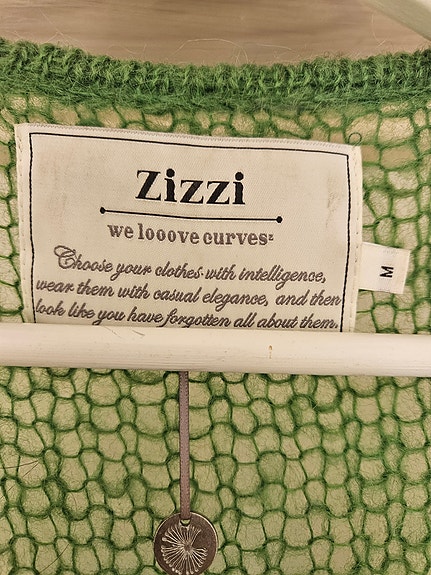 Zizzi
we looove curves z
Choose your clothes with intelligence,
wear them with casual elegance, and then
look like you have forgotten all about them.
M